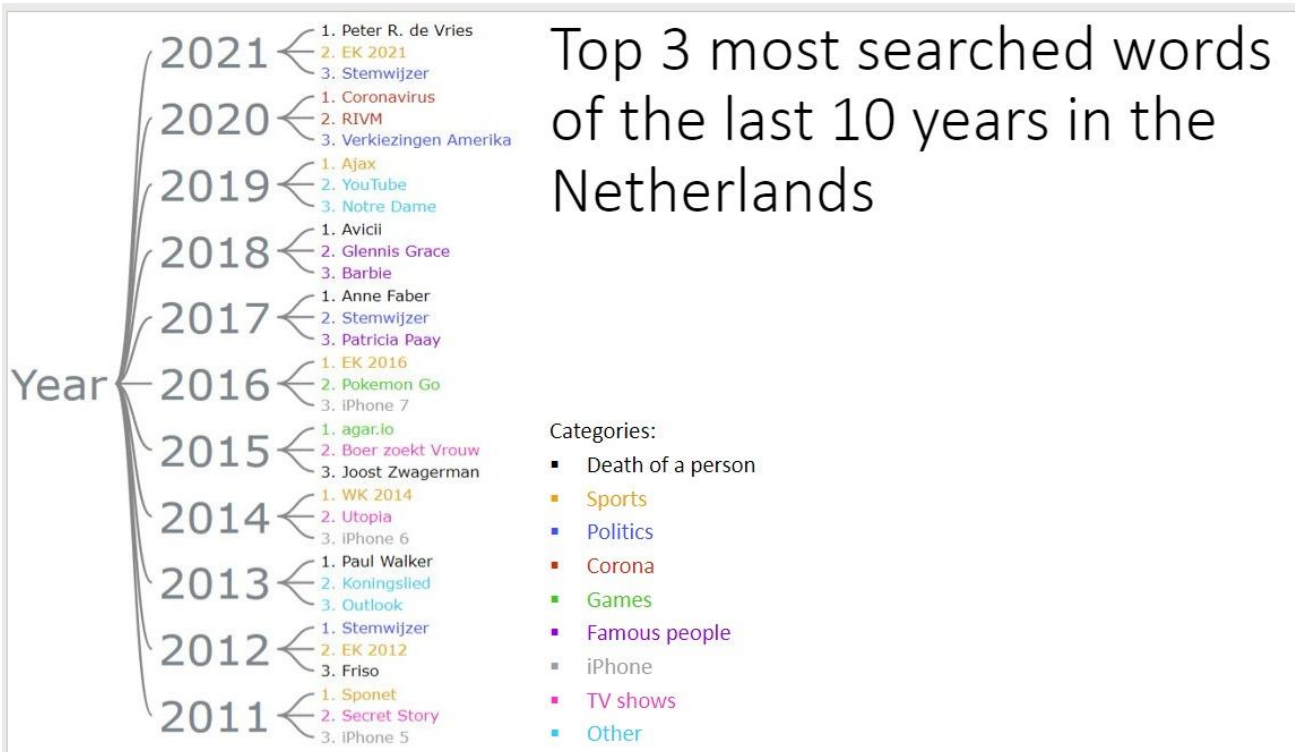 Top 3 most searched words
of the last 10 years in the
Netherlands
Year
2021
1. Peter R. de Vries
2. EK 2021
3. Stemwijzer
2020
1. Coronavirus
2. RIVM
3. Verkiezingen Amerika
2019
1. Ajax
2. YouTube
3. Notre Dame
2018
1. Avicii
2. Glennis Grace
3. Barbie
2017
1. Anne Faber
2. Stemwijzer
3. Patricia Paay
2016
1. EK 2016
2. Pokemon Go
3. iPhone 7
2015
1. agar.io
2. Boer zoekt Vrouw
3. Joost Zwagerman
2014
1. WK 2014
2. Utopia
3. iPhone 6
2013
1. Paul Walker
2. Koningslied
3. Outlook
2012
1. Stemwijzer
2. EK 2012
3. Friso
2011
1. Sponet
2. Secret Story
3. iPhone 5
Categories:
▪ Death of a person
▪ Sports
▪ Politics
▪ Corona
▪ Games
▪ Famous people
▪ iPhone
▪ TV shows
▪ Other